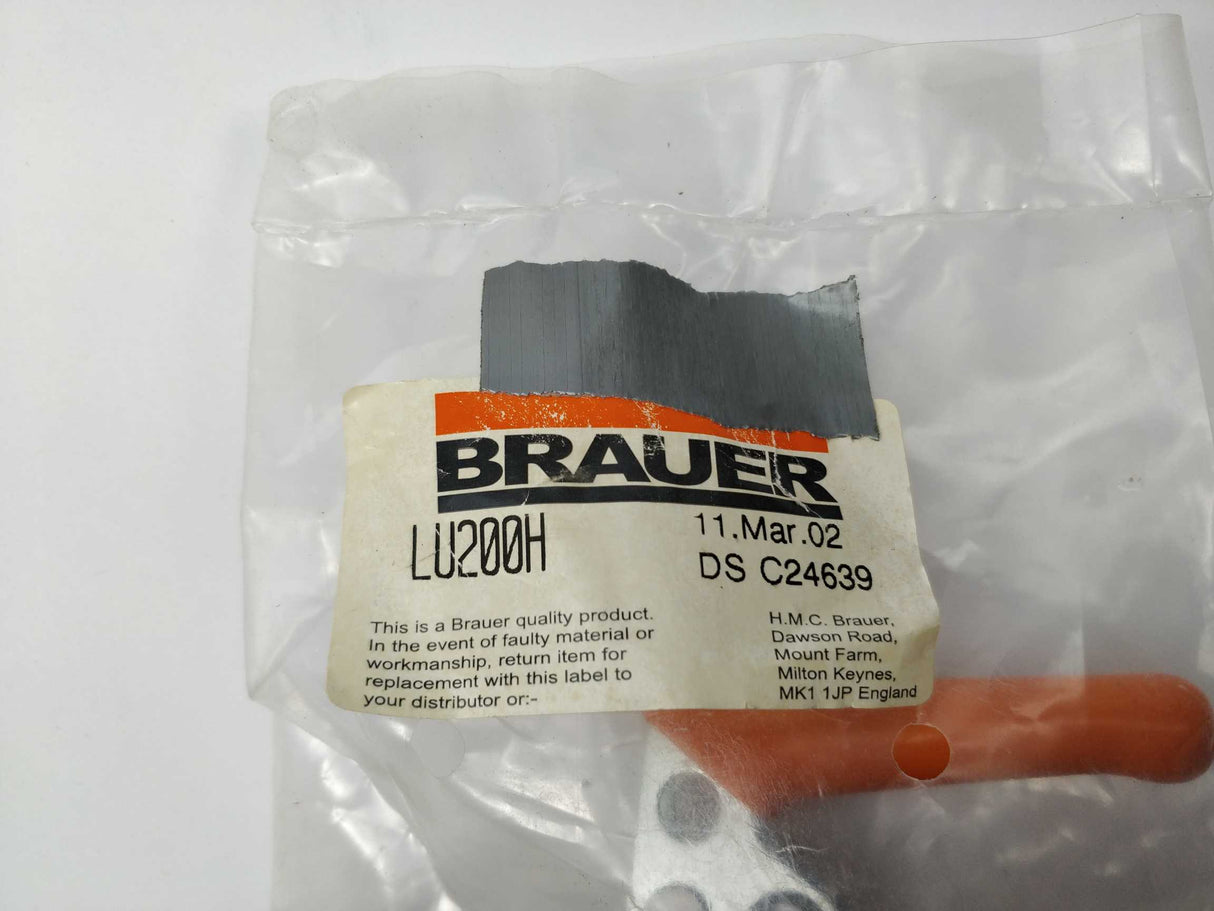 BRAUER
LU200H
11.Mar.02
DS C24639
This is a Brauer quality product.
In the event of faulty material or
workmanship, return item for
replacement with this label to
your distributor or:-
H.M.C. Brauer,
Dawson Road,
Mount Farm,
Milton Keynes,
MK1 1JP England